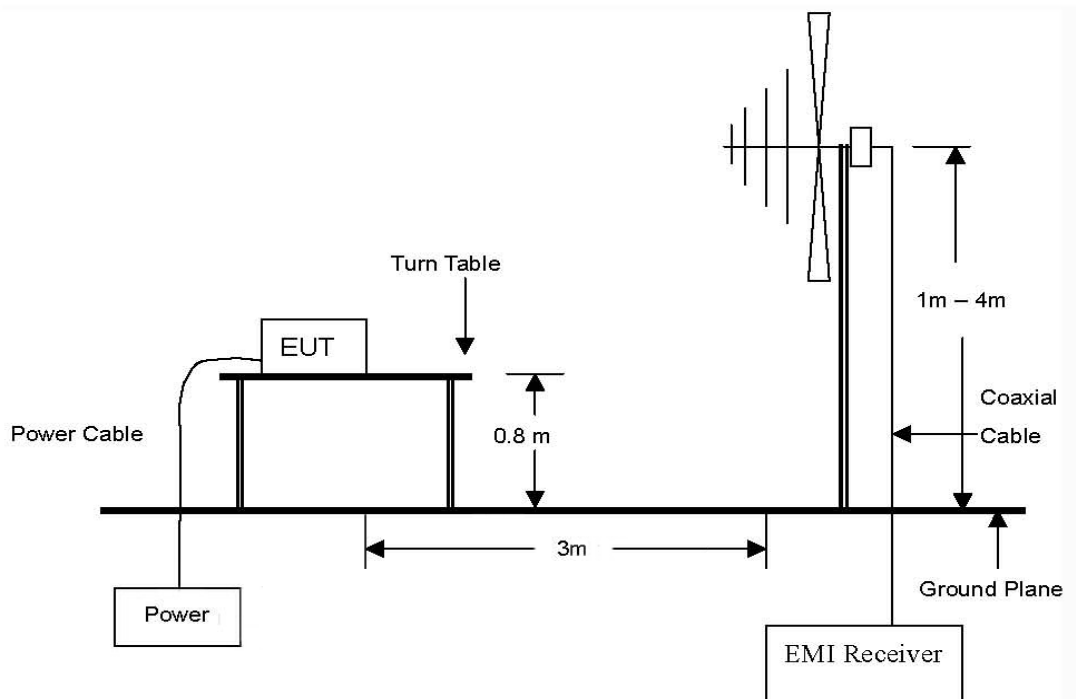 Turn Table
1m – 4m
EUT
Coaxial
Cable
Power Cable
0.8 m
3m
Ground Plane
Power
EMI Receiver